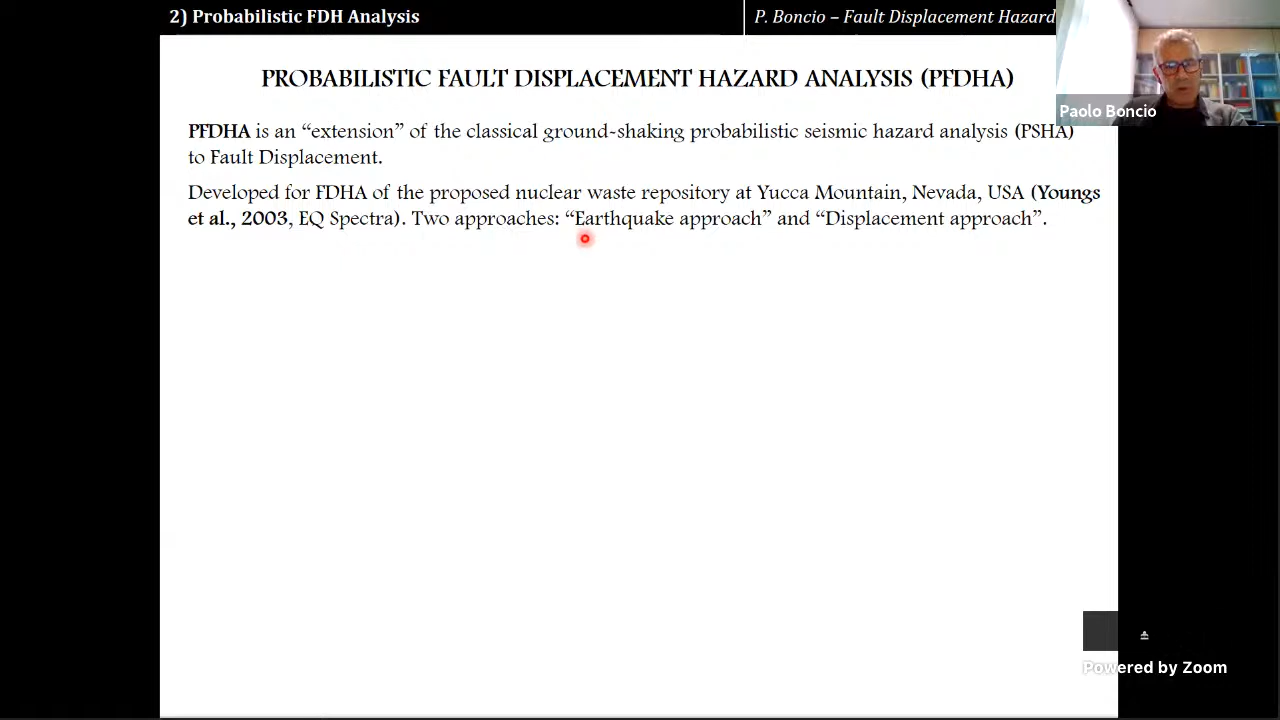 2) Probabilistic FDH Analysis
P. Boncio – Fault Displacement Hazard
PROBABILISTIC FAULT DISPLACEMENT HAZARD ANALYSIS (PFDHA)
Paolo Boncio
PFDHA is an “extension” of the classical ground-shaking probabilistic seismic hazard analysis (PSHA)
to Fault Displacement.
Developed for FDHA of the proposed nuclear waste repository at Yucca Mountain, Nevada, USA (Youngs
et al., 2003, EQ Spectra). Two approaches: “Earthquake approach” and “Displacement approach”.
Powered by Zoom